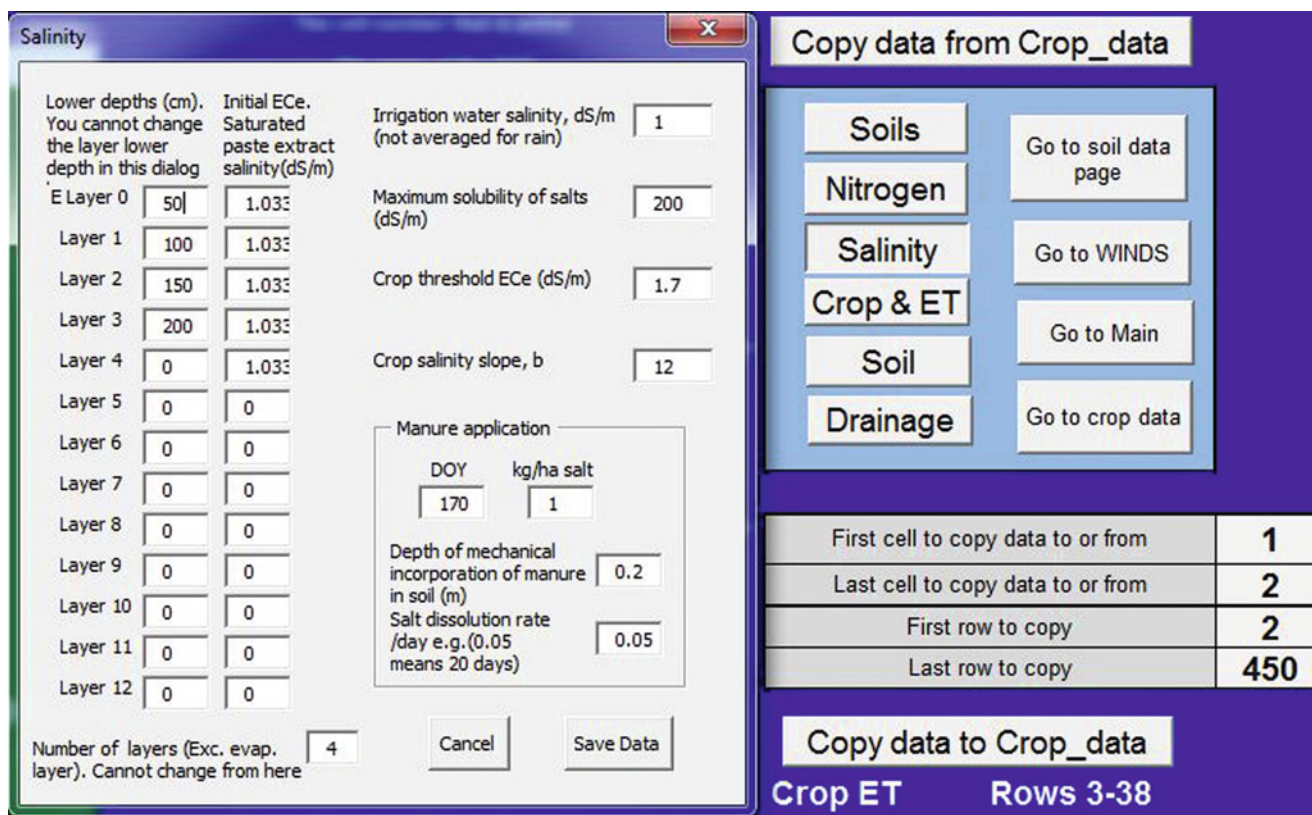 Salinity
x
Lower depths (cm).
You cannot change
the layer lower
depth in this dialog
Initial ECe.
Saturated
paste extract
salinity(dS/m)
E Layer 0 50 1.033
Layer 1 100 1.033
Layer 2 150 1.033
Layer 3 200 1.033
Layer 4 0 1.033
Layer 5 0 0
Layer 6 0 0
Layer 7 0 0
Layer 8 0 0
Layer 9 0 0
Layer 10 0 0
Layer 11 0 0
Layer 12 0 0
Number of layers (Exc. evap. 4
layer). Cannot change from here
Irrigation water salinity, dS/m 1
(not averaged for rain)
Maximum solubility of salts 200
(dS/m)
Crop threshold ECe (dS/m) 1.7
Crop salinity slope, b 12
Manure application
DOY kg/ha salt
170 1
Depth of mechanical
incorporation of manure 0.2
in soil (m)
Salt dissolution rate
/day e.g.(0.05 0.05
means 20 days)
Cancel Save Data
Copy data from Crop_data
Soils
Nitrogen
Salinity
Crop & ET
Soil
Drainage
Go to soil data
page
Go to WINDS
Go to Main
Go to crop data
First cell to copy data to or from 1
Last cell to copy data to or from 2
First row to copy 2
Last row to copy 450
Copy data to Crop_data
Crop ET Rows 3-38